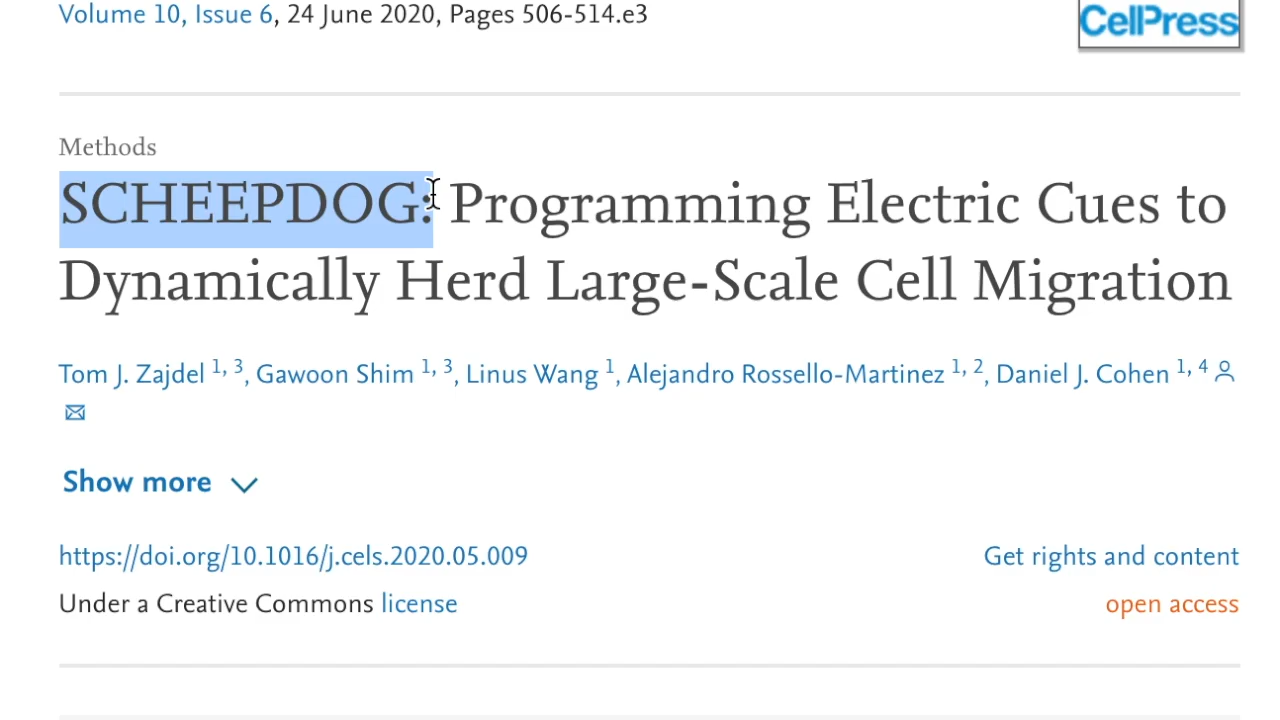 Volume 10, Issue 6, 24 June 2020, Pages 506-514.e3
CellPress
Methods
SCHEEPDOG: Programming Electric Cues to
Dynamically Herd Large-Scale Cell Migration
Tom J. Zajdel 1, 3, Gawoon Shim 1, 3, Linus Wang 1, Alejandro Rossello-Martinez 1, 2, Daniel J. Cohen 1, 4
Show more
https://doi.org/10.1016/j.cels.2020.05.009
Get rights and content
Under a Creative Commons license
open access